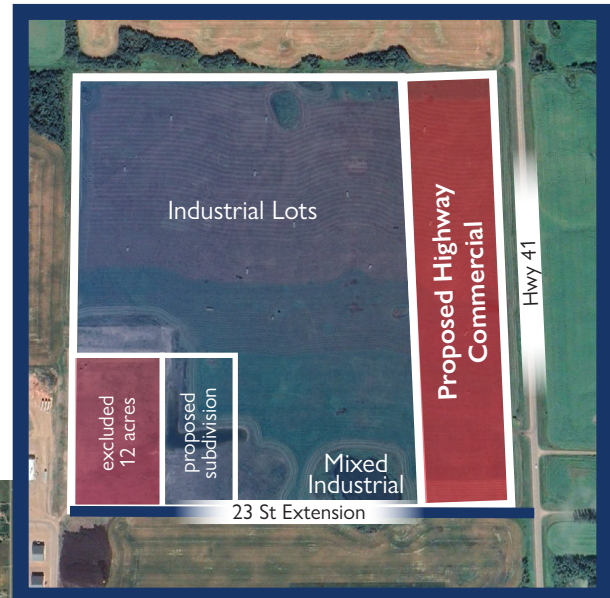 Industrial Lots
Proposed Highway
Commercial
Hwy 41
excluded
12 acres
proposed
subdivision
Mixed
Industrial
23 St Extension